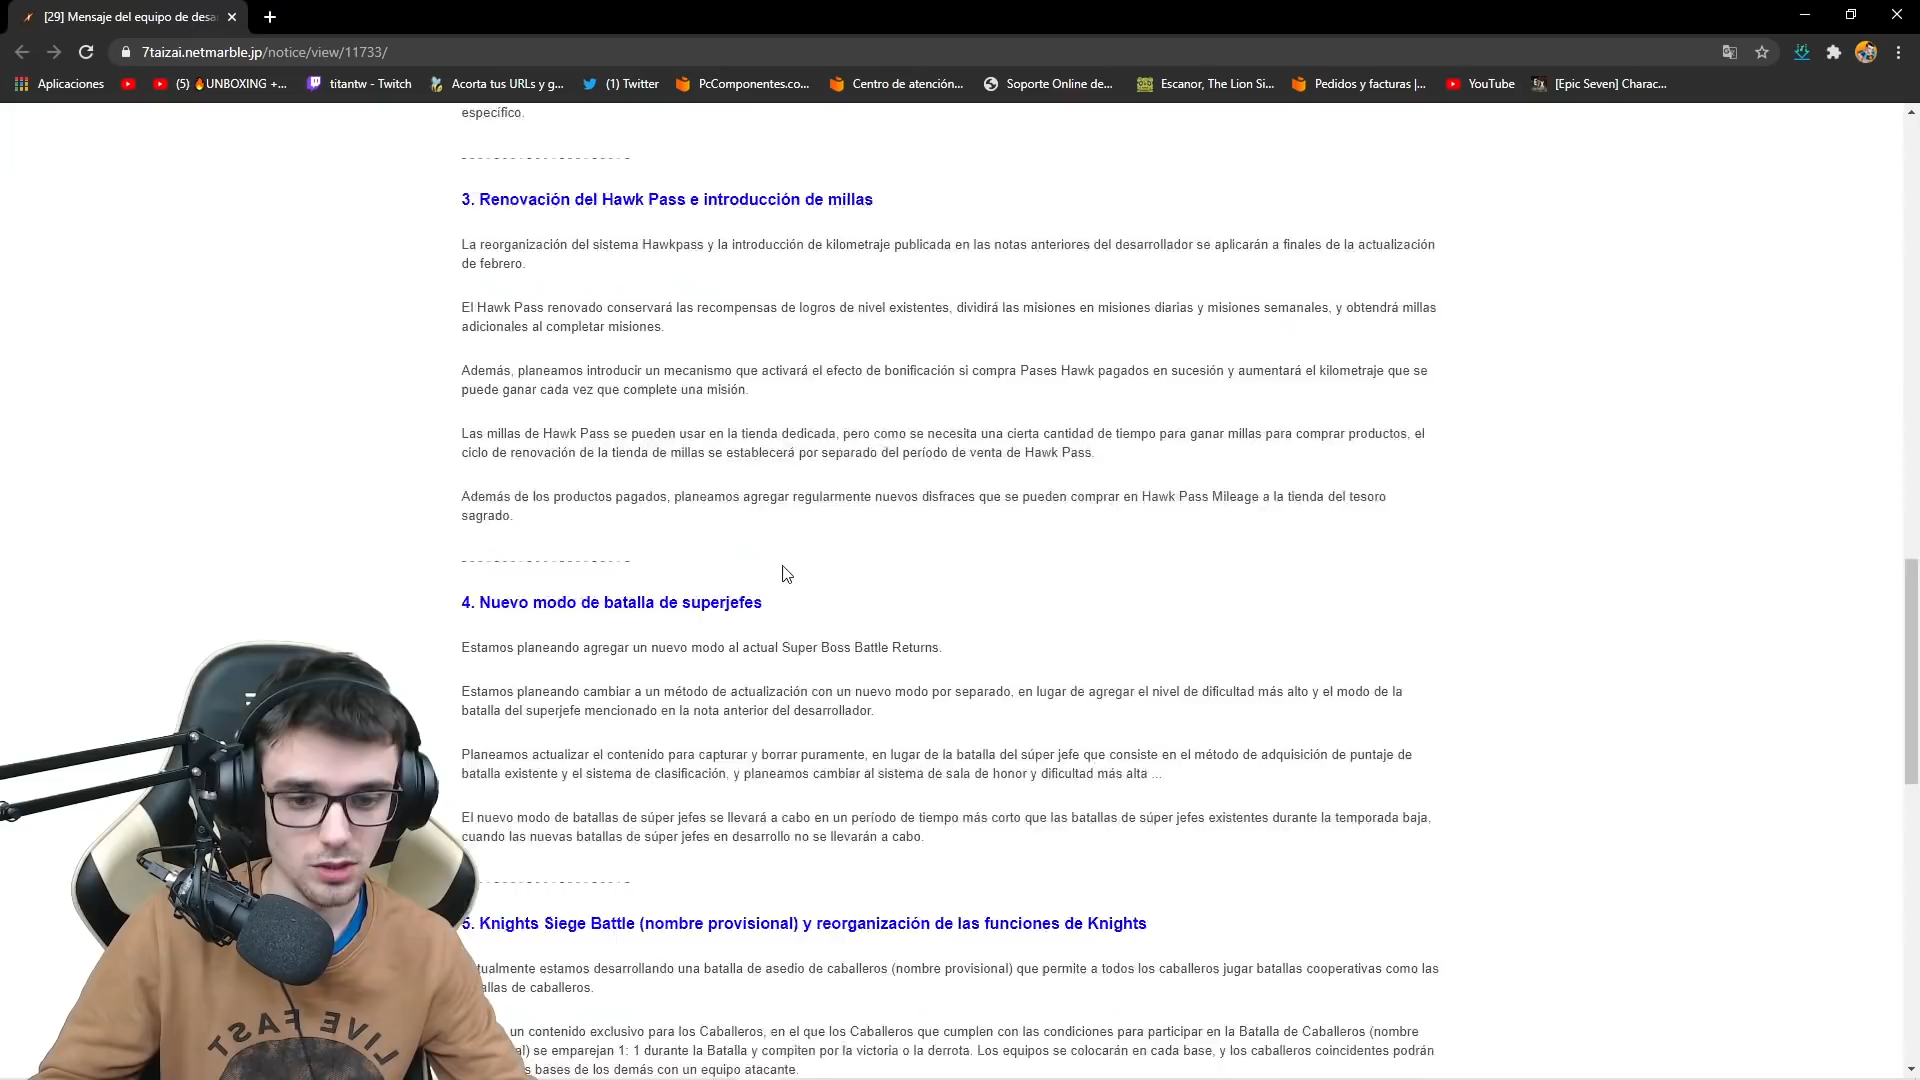 [29] Mensaje del equipo de desa
7taizai.netmarble.jp/notice/view/11733/
Aplicaciones
(5) 🔥UNBOXING +...
titantw - Twitch
Acorta tus URLs y g...
(1) Twitter
PcComponentes.co...
Centro de atención...
Soporte Online de...
Escanor, The Lion Si...
Pedidos y facturas |...
YouTube
[Epic Seven] Charac...
específico.
- - - - - - - - - - - - - - - - - - - - -
3. Renovación del Hawk Pass e introducción de millas
La reorganización del sistema Hawkpass y la introducción de kilometraje publicada en las notas anteriores del desarrollador se aplicarán a finales de la actualización
de febrero.
El Hawk Pass renovado conservará las recompensas de logros de nivel existentes, dividirá las misiones en misiones diarias y misiones semanales, y obtendrá millas
adicionales al completar misiones.
Además, planeamos introducir un mecanismo que activará el efecto de bonificación si compra Pases Hawk pagados en sucesión y aumentará el kilometraje que se
puede ganar cada vez que complete una misión.
Las millas de Hawk Pass se pueden usar en la tienda dedicada, pero como se necesita una cierta cantidad de tiempo para ganar millas para comprar productos, el
ciclo de renovación de la tienda de millas se establecerá por separado del período de venta de Hawk Pass.
Además de los productos pagados, planeamos agregar regularmente nuevos disfraces que se pueden comprar en Hawk Pass Mileage a la tienda del tesoro
sagrado.
- - - - - - - - - - - - - - - - - - - - -
4. Nuevo modo de batalla de superjefes
Estamos planeando agregar un nuevo modo al actual Super Boss Battle Returns.
Estamos planeando cambiar a un método de actualización con un nuevo modo por separado, en lugar de agregar el nivel de dificultad más alto y el modo de la
batalla del superjefe mencionado en la nota anterior del desarrollador.
Planeamos actualizar el contenido para capturar y borrar puramente, en lugar de la batalla del súper jefe que consiste en el método de adquisición de puntaje de
batalla existente y el sistema de clasificación, y planeamos cambiar al sistema de sala de honor y dificultad más alta ...
El nuevo modo de batallas de súper jefes se llevará a cabo en un período de tiempo más corto que las batallas de súper jefes existentes durante la temporada baja,
cuando las nuevas batallas de súper jefes en desarrollo no se llevarán a cabo.
- - - - - - - - - - - - - - - - - - -
5. Knights Siege Battle (nombre provisional) y reorganización de las funciones de Knights
tualmente estamos desarrollando una batalla de asedio de caballeros (nombre provisional) que permite a todos los caballeros jugar batallas cooperativas como las
allas de caballeros.
un contenido exclusivo para los Caballeros, en el que los Caballeros que cumplen con las condiciones para participar en la Batalla de Caballeros (nombre
al) se emparejan 1: 1 durante la Batalla y compiten por la victoria o la derrota. Los equipos se colocarán en cada base, y los caballeros coincidentes podrán
s bases de los demás con un equipo atacante.
LIVE FAST